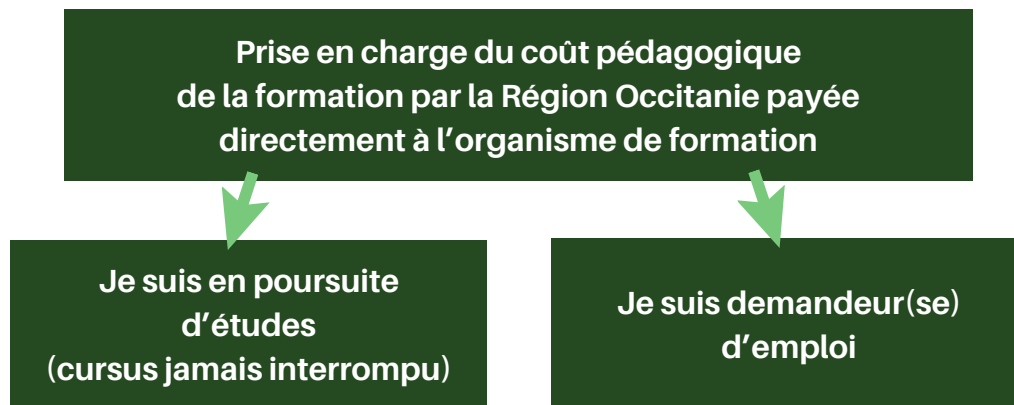 Prise en charge du coût pédagogique
de la formation par la Région Occitanie payée
directement à l’organisme de formation
Je suis en poursuite
d’études
(cursus jamais interrompu)
Je suis demandeur(se)
d’emploi